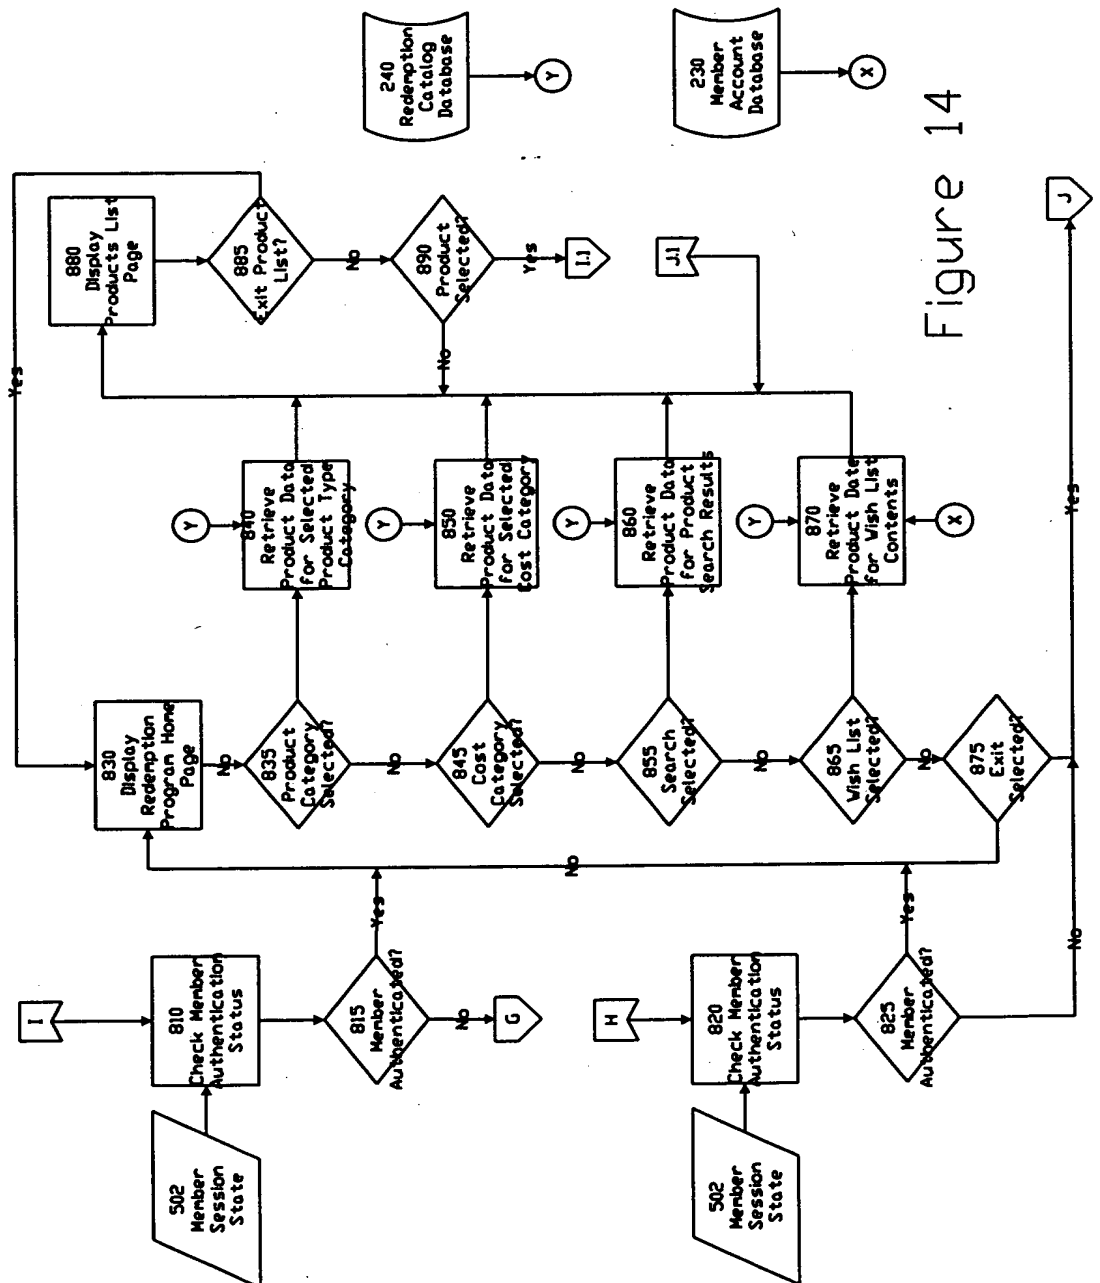 I
810
Check Member
Authentication
Status
502
Member
Session
State
815
Member
Authenticated?
Yes
No
G
H
820
Check Member
Authentication
Status
502
Member
Session
State
825
Member
Authenticated?
Yes
No
No
830
Display
Redemption
Program Home
Page
No
835
Product
Category
Selected?
No
845
Cost
Category
Selected?
No
855
Search
Selected?
No
865
Wish List
Selected?
No
875
Exit
Selected?
Yes
J
Y
840
Retrieve
Product Data
for Selected
Product Type
Category
Y
850
Retrieve
Product Data
for Selected
Cost Category
Y
860
Retrieve
Product Data
for Product
Search Results
Y
870
Retrieve
Product Date
for Wish List
Contents
X
Yes
880
Display
Products List
Page
885
Exit Product
List?
No
890
Product
Selected?
No
Yes
I.1
J.1
240
Redemption
Catalog
Database
Y
230
Member
Account
Database
X
Figure 14